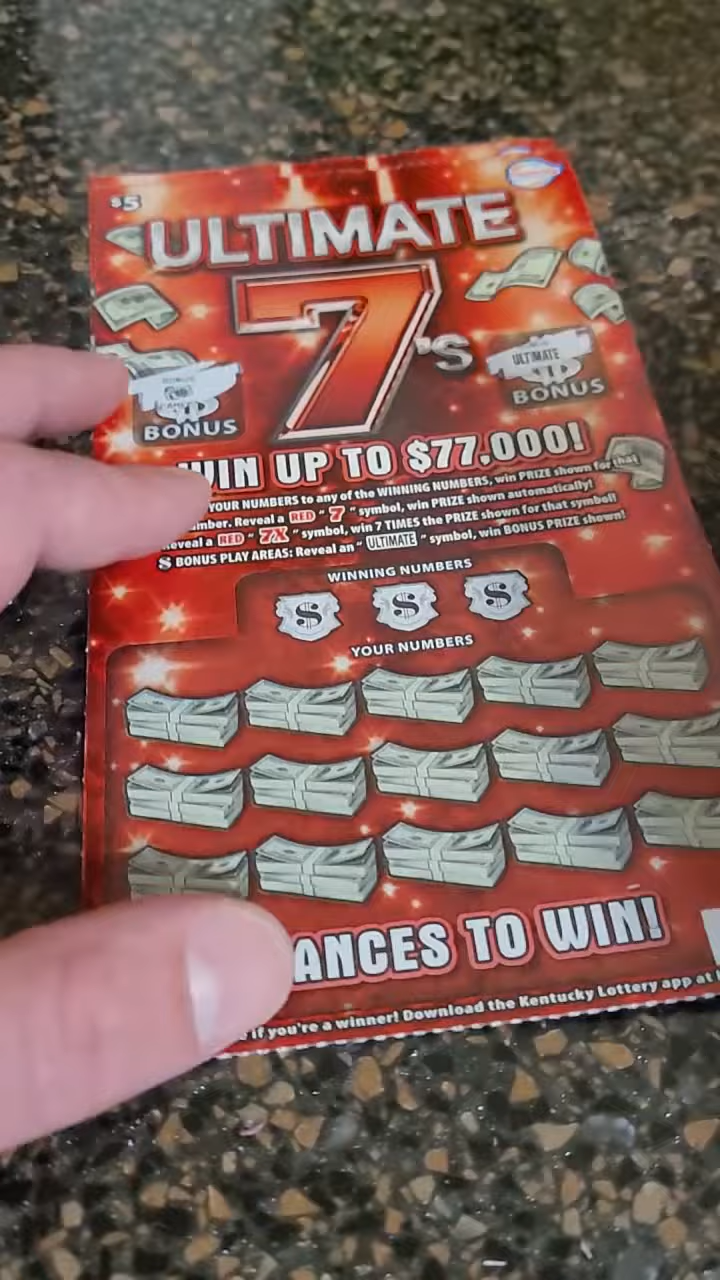 $5
ULTIMATE
7's
ULTIMATE
BONUS
BONUS
WIN UP TO $77,000!
YOUR NUMBERS to any of the WINNING NUMBERS, win PRIZE shown for that
mber. Reveal a RED "7" symbol, win PRIZE shown automatically!
eveal a RED "7X" symbol, win 7 TIMES the PRIZE shown for that symbol!
$ BONUS PLAY AREAS: Reveal an "ULTIMATE" symbol, win BONUS PRIZE shown!
WINNING NUMBERS
$ $ $
YOUR NUMBERS
ANCES TO WIN!
if you're a winner! Download the Kentucky Lottery app at